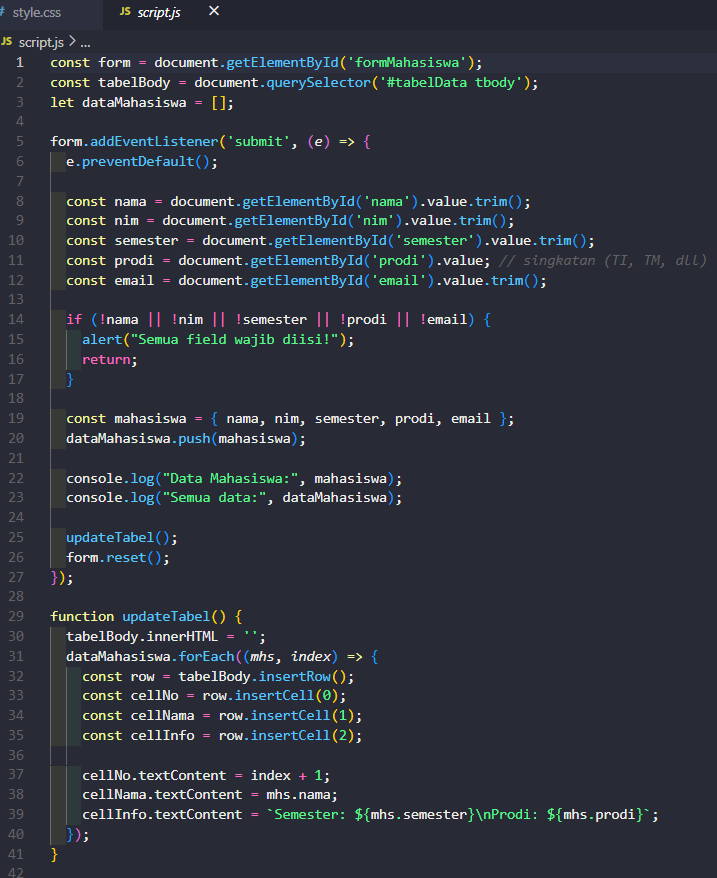 # style.css
JS script.js ×
JS script.js > ...
1 const form = document.getElementById('formMahasiswa');
2 const tabelBody = document.querySelector('#tabelData tbody');
3 let dataMahasiswa = [];
4
5 form.addEventListener('submit', (e) => {
6   e.preventDefault();
7
8   const nama = document.getElementById('nama').value.trim();
9   const nim = document.getElementById('nim').value.trim();
10   const semester = document.getElementById('semester').value.trim();
11   const prodi = document.getElementById('prodi').value; // singkatan (TI, TM, dll)
12   const email = document.getElementById('email').value.trim();
13
14   if (!nama || !nim || !semester || !prodi || !email) {
15     alert("Semua field wajib diisi!");
16     return;
17   }
18
19   const mahasiswa = { nama, nim, semester, prodi, email };
20   dataMahasiswa.push(mahasiswa);
21
22   console.log("Data Mahasiswa:", mahasiswa);
23   console.log("Semua data:", dataMahasiswa);
24
25   updateTabel();
26   form.reset();
27 });
28
29 function updateTabel() {
30   tabelBody.innerHTML = '';
31   dataMahasiswa.forEach((mhs, index) => {
32     const row = tabelBody.insertRow();
33     const cellNo = row.insertCell(0);
34     const cellNama = row.insertCell(1);
35     const cellInfo = row.insertCell(2);
36
37     cellNo.textContent = index + 1;
38     cellNama.textContent = mhs.nama;
39     cellInfo.textContent = `Semester: ${mhs.semester}\nProdi: ${mhs.prodi}`;
40   });
41 }
42